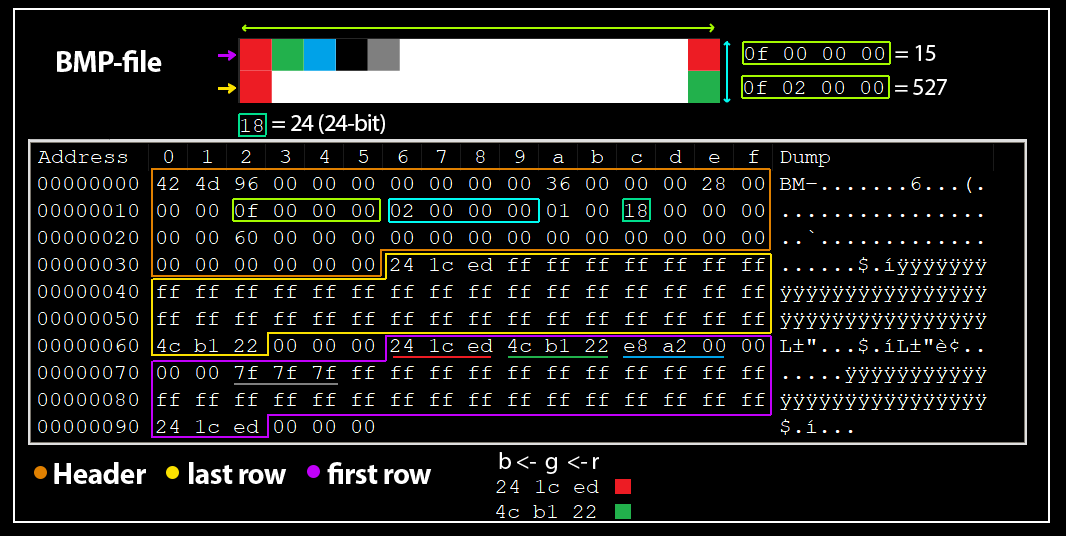 BMP-file
0f 00 00 00 = 15
0f 02 00 00 = 527
18 = 24 (24-bit)
Address 0 1 2 3 4 5 6 7 8 9 a b c d e f Dump
00000000 42 4d 96 00 00 00 00 00 00 00 36 00 00 00 28 00 BM–.......6...(.
00000010 00 00 0f 00 00 00 02 00 00 00 01 00 18 00 00 00 ................
00000020 00 00 60 00 00 00 00 00 00 00 00 00 00 00 00 00 ..`.............
00000030 00 00 00 00 00 00 24 1c ed ff ff ff ff ff ff ff ......$.íÿÿÿÿÿÿÿ
00000040 ff ff ff ff ff ff ff ff ff ff ff ff ff ff ff ff ÿÿÿÿÿÿÿÿÿÿÿÿÿÿÿÿ
00000050 ff ff ff ff ff ff ff ff ff ff ff ff ff ff ff ff ÿÿÿÿÿÿÿÿÿÿÿÿÿÿÿÿ
00000060 4c b1 22 00 00 00 24 1c ed 4c b1 22 e8 a2 00 00 L±"...$.íL±"è¢..
00000070 00 00 7f 7f 7f ff ff ff ff ff ff ff ff ff ff ff .....ÿÿÿÿÿÿÿÿÿÿÿ
00000080 ff ff ff ff ff ff ff ff ff ff ff ff ff ff ff ff ÿÿÿÿÿÿÿÿÿÿÿÿÿÿÿÿ
00000090 24 1c ed 00 00 00 $.í...
Header last row first row
b <- g <- r
24 1c ed
4c b1 22